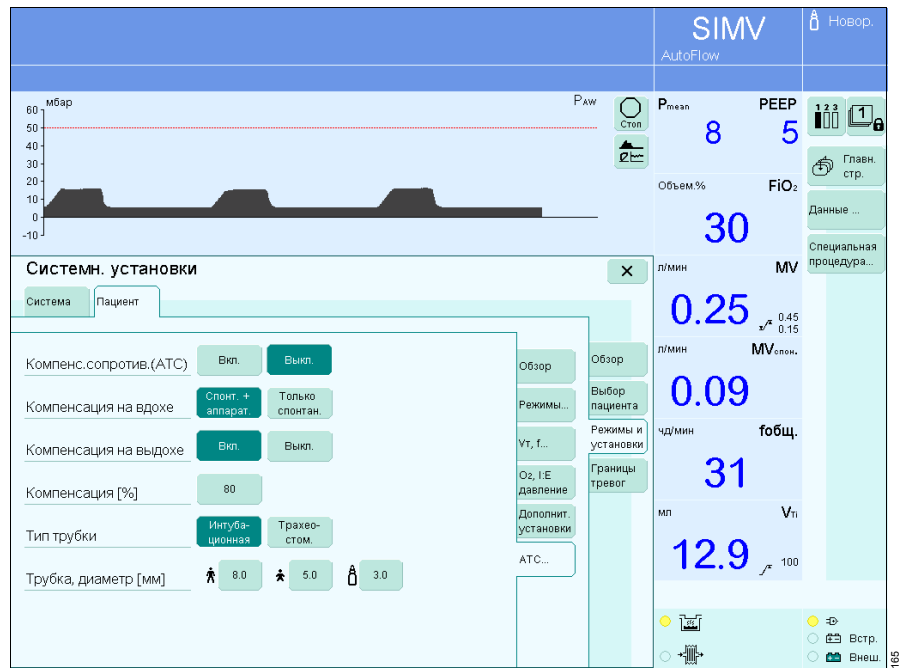 SIMV
AutoFlow
Новор.
мбар
PAW
60
50
40
30
20
10
0
-10
Стоп
Pmean
PEEP
8
5
Объем.%
FiO2
30
л/мин
MV
0.25
0.45
0.15
л/мин
MVспон.
0.09
чд/мин
fобщ.
31
мл
VTi
12.9
100
1 2 3
1
Главн.
стр.
Данные ...
Специальная
процедура...
Системн. установки
Система
Пациент
Компенс.сопротив.(ATC)
Вкл.
Выкл.
Компенсация на вдохе
Спонт. +
аппарат.
Только
спонтан.
Компенсация на выдохе
Вкл.
Выкл.
Компенсация [%]
80
Тип трубки
Интуба-
ционная
Трахео-
стом.
Трубка, диаметр [мм]
8.0
5.0
3.0
Обзор
Режимы...
VT, f...
O2, I:E
давление
Дополнит.
установки
ATC...
Обзор
Выбор
пациента
Режимы и
установки
Границы
тревог
Встр.
Внеш.
165